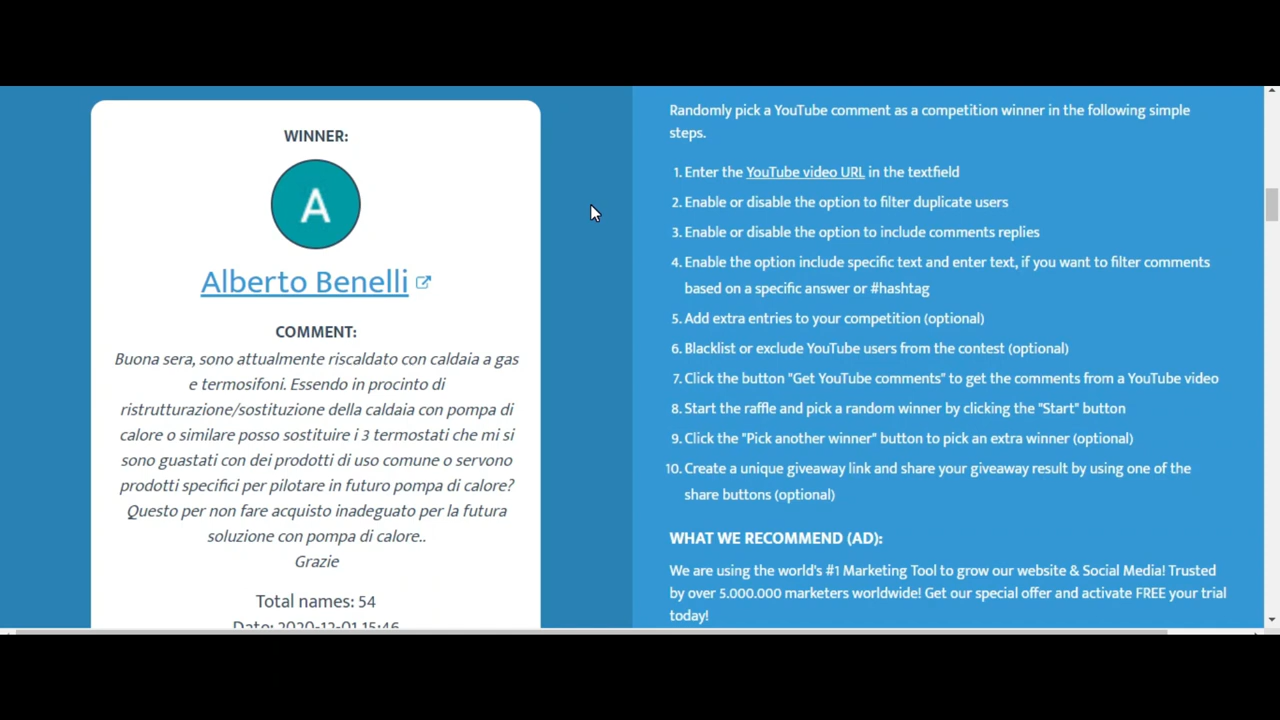 WINNER:
A
Alberto Benelli
COMMENT:
Buona sera, sono attualmente riscaldato con caldaia a gas
e termosifoni. Essendo in procinto di
ristrutturazione/sostituzione della caldaia con pompa di
calore o similare posso sostituire i 3 termostati che mi si
sono guastati con dei prodotti di uso comune o servono
prodotti specifici per pilotare in futuro pompa di calore?
Questo per non fare acquisto inadeguato per la futura
soluzione con pompa di calore..
Grazie
Total names: 54
Date: 2020-12-01 15:46
Randomly pick a YouTube comment as a competition winner in the following simple
steps.
1. Enter the YouTube video URL in the textfield
2. Enable or disable the option to filter duplicate users
3. Enable or disable the option to include comments replies
4. Enable the option include specific text and enter text, if you want to filter comments
based on a specific answer or #hashtag
5. Add extra entries to your competition (optional)
6. Blacklist or exclude YouTube users from the contest (optional)
7. Click the button "Get YouTube comments" to get the comments from a YouTube video
8. Start the raffle and pick a random winner by clicking the "Start" button
9. Click the "Pick another winner" button to pick an extra winner (optional)
10. Create a unique giveaway link and share your giveaway result by using one of the
share buttons (optional)
WHAT WE RECOMMEND (AD):
We are using the world's #1 Marketing Tool to grow our website & Social Media! Trusted
by over 5.000.000 marketers worldwide! Get our special offer and activate FREE your trial
today!